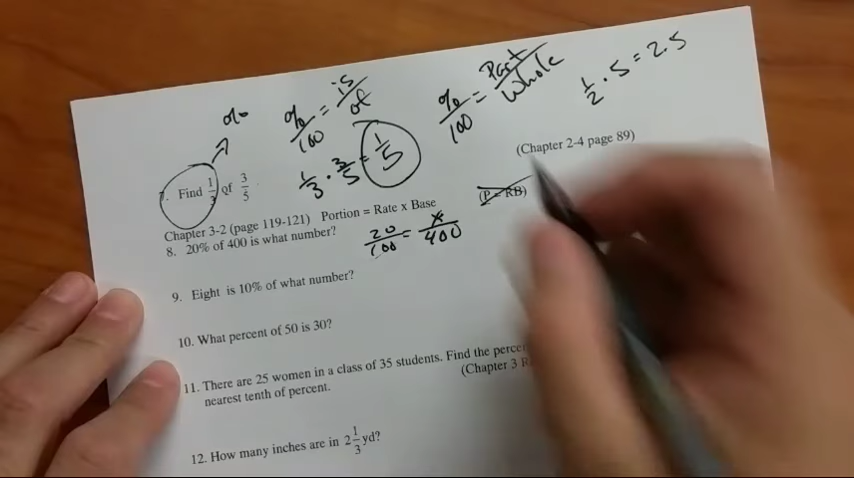 % 
%/100 = is/of
%/100 = Part/Whole
1/2 · 5 = 2.5
1/3 · 3/5 = 1/5
(Chapter 2-4 page 89)
7. Find 1/3 of 3/5
(P = RB)
Chapter 3-2 (page 119-121) Portion = Rate x Base
8. 20% of 400 is what number?
20/100 = x/400
9. Eight is 10% of what number?
10. What percent of 50 is 30?
11. There are 25 women in a class of 35 students. Find the
nearest tenth of percent.
(Chapter 3
12. How many inches are in 2 1/3 yd?